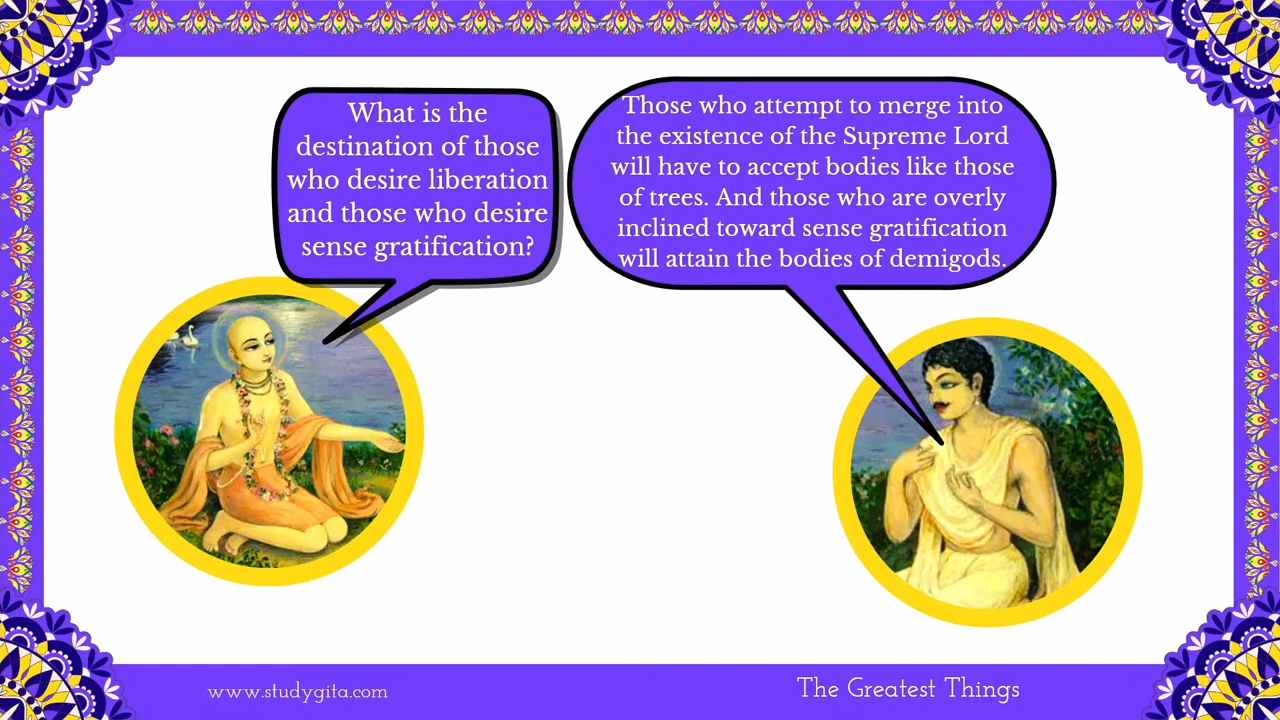 What is the
destination of those
who desire liberation
and those who desire
sense gratification?
Those who attempt to merge into
the existence of the Supreme Lord
will have to accept bodies like those
of trees. And those who are overly
inclined toward sense gratification
will attain the bodies of demigods.
www.studygita.com
The Greatest Things